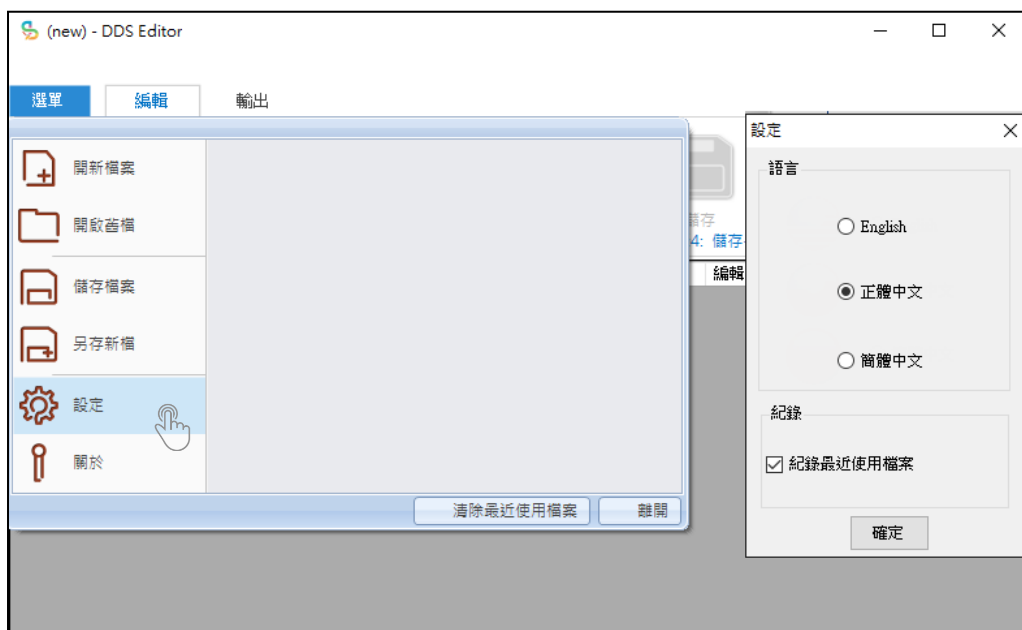 (new) - DDS Editor
選單 編輯 輸出
開新檔案
開啟舊檔
儲存檔案
另存新檔
設定
關於
清除最近使用檔案 離開
儲存
4: 儲存
編輯
設定
語言
English
正體中文
簡體中文
紀錄
紀錄最近使用檔案
確定